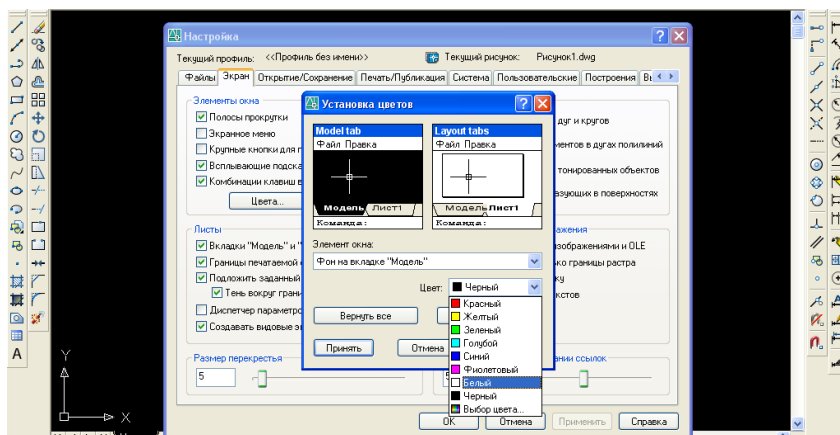 Настройка
Текущий профиль: <<Профиль без имени>> Текущий рисунок: Рисунок1.dwg
Файлы Экран Открытие/Сохранение Печать/Публикация Система Пользовательские Построения
Элементы окна
Полосы прокрутки
Экранное меню
Крупные кнопки для
Всплывающие подска
Комбинации клавиш в
Цвета...
Листы
Вкладки "Модель" и "
Границы печатаемой
Подложить заданный
Тень вокруг грани
Диспетчер параметро
Создавать видовые э
Размер перекрестья
5
Установка цветов
Model tab
Файл Правка
Модель Лист1
Команда:
Layout tabs
Файл Правка
Модель Лист1
Команда:
Элемент окна:
Фон на вкладке "Модель"
Цвет: Черный
Красный
Желтый
Зеленый
Голубой
Синий
Фиолетовый
Белый
Черный
Выбор цвета...
Вернуть все
Принять Отмена
дуг и кругов
ментов в дугах полилиний
тонированных объектов
азующих в поверхностях
ажения
изображениями и OLE
ко границы растра
ку
кстов
ании ссылок
OK Отмена Применить Справка
Y
X
A